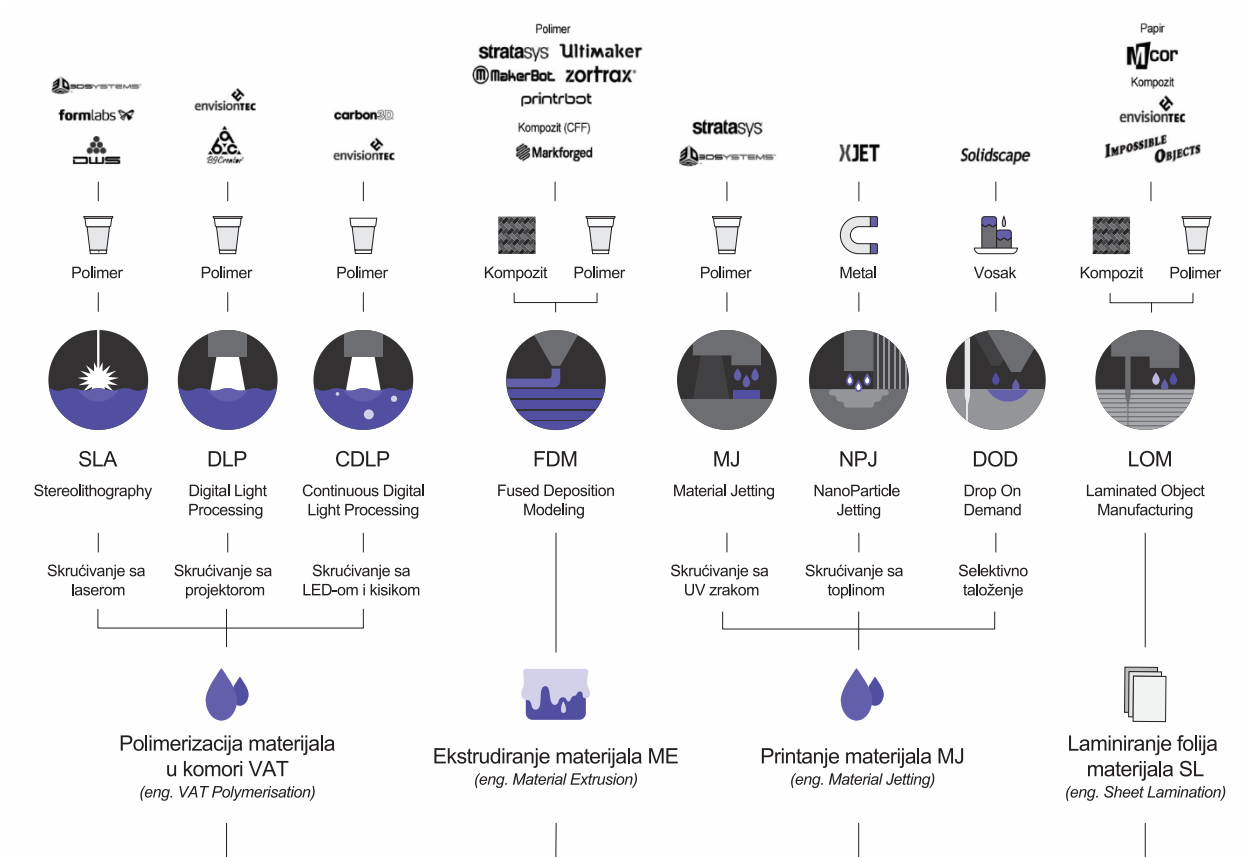 3DSYSTEMS
formlabs
DWS
envisionTEC
B9Creator
carbon3D
envisionTEC
Polimer
stratasys Ultimaker
MakerBot zortrax
printrbot
Kompozit (CFF)
Markforged
stratasys
3DSYSTEMS
XJET
Solidscape
Papir
Mcor
Kompozit
envisionTEC
IMPOSSIBLE
OBJECTS
Polimer
Polimer
Polimer
Kompozit
Polimer
Polimer
Metal
Vosak
Kompozit
Polimer
SLA
Stereolithography
DLP
Digital Light
Processing
CDLP
Continuous Digital
Light Processing
FDM
Fused Deposition
Modeling
MJ
Material Jetting
NPJ
NanoParticle
Jetting
DOD
Drop On
Demand
LOM
Laminated Object
Manufacturing
Skrućivanje sa
laserom
Skrućivanje sa
projektorom
Skrućivanje sa
LED-om i kisikom
Skrućivanje sa
UV zrakom
Skrućivanje sa
toplinom
Selektivno
taloženje
Polimerizacija materijala
u komori VAT
(eng. VAT Polymerisation)
Ekstrudiranje materijala ME
(eng. Material Extrusion)
Printanje materijala MJ
(eng. Material Jetting)
Laminiranje folija
materijala SL
(eng. Sheet Lamination)